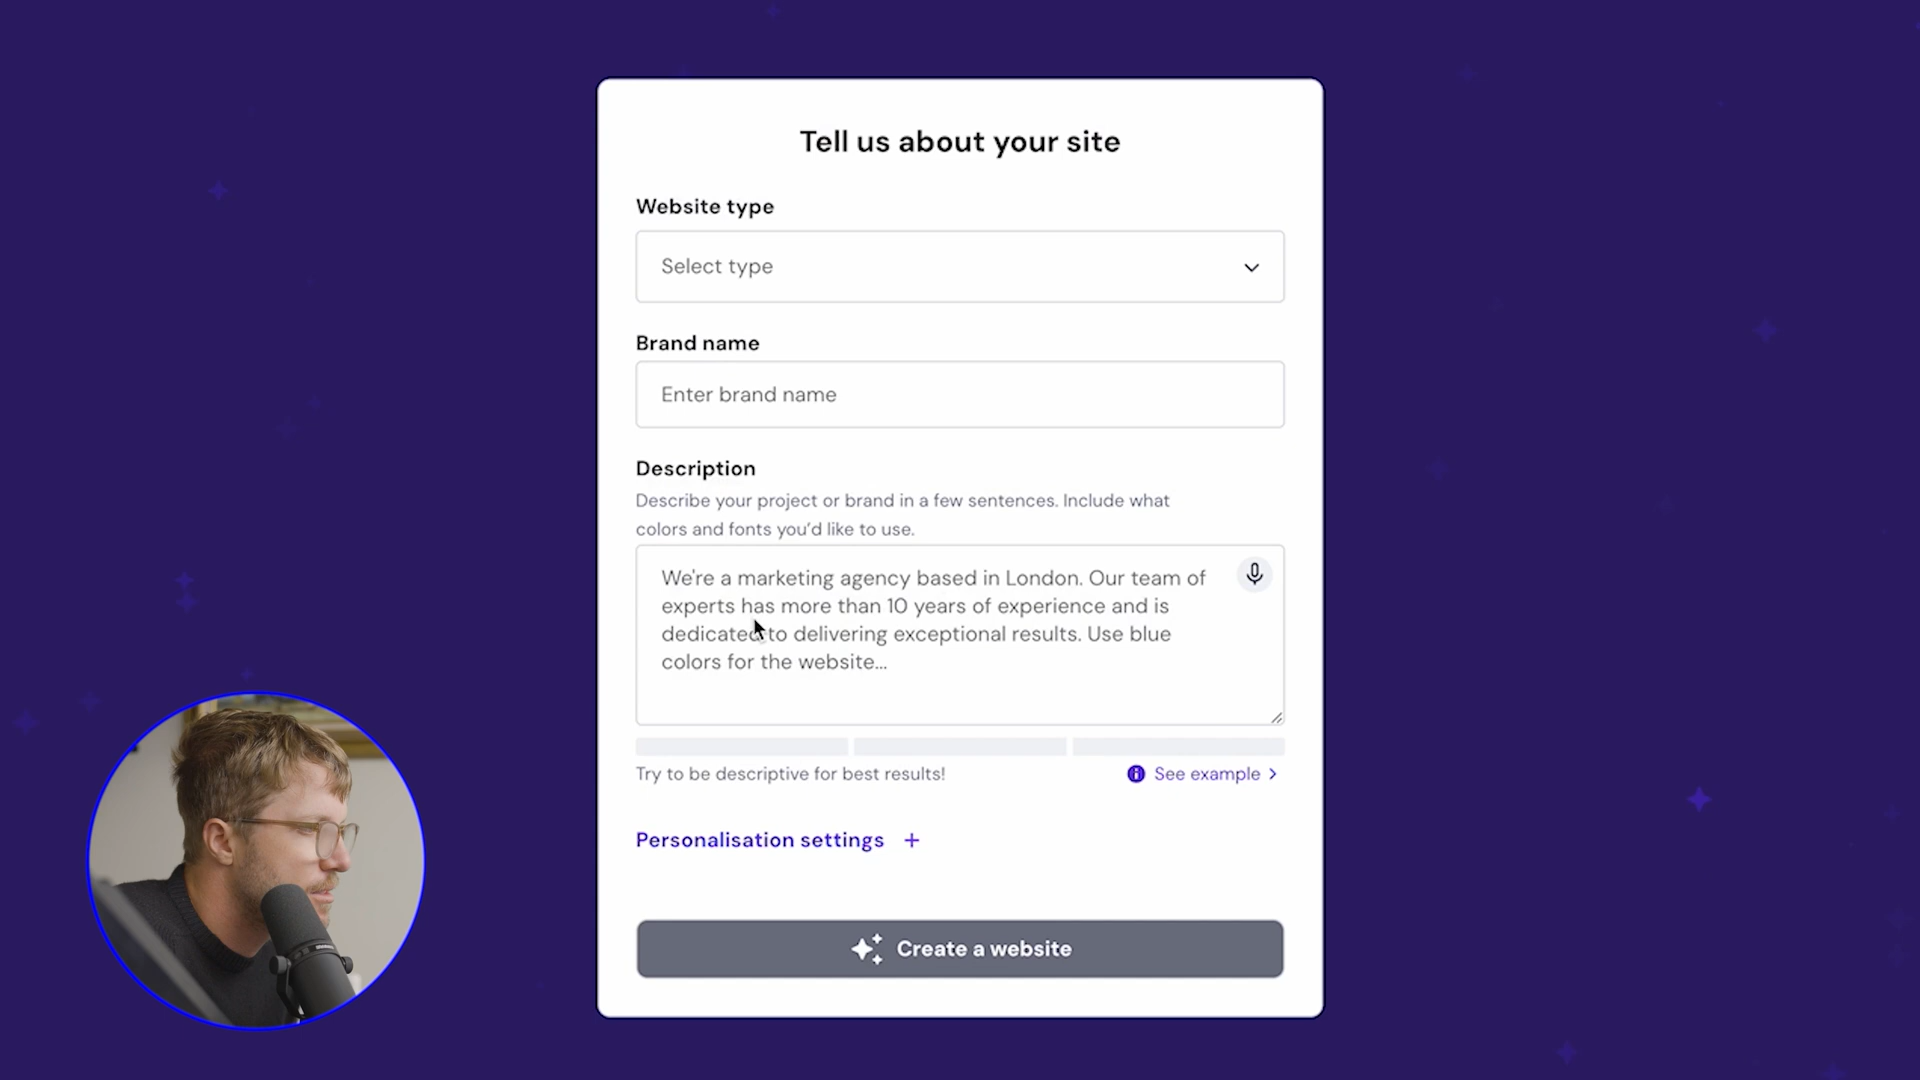 Tell us about your site
Website type
Select type
Brand name
Enter brand name
Description
Describe your project or brand in a few sentences. Include what
colors and fonts you’d like to use.
We're a marketing agency based in London. Our team of
experts has more than 10 years of experience and is
dedicated to delivering exceptional results. Use blue
colors for the website...
Try to be descriptive for best results!
See example
Personalisation settings +
Create a website